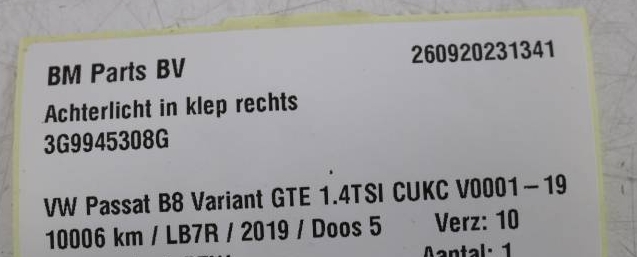 BM Parts BV 260920231341
Achterlicht in klep rechts
3G9945308G
VW Passat B8 Variant GTE 1.4TSI CUKC V0001-19
10006 km / LB7R / 2019 / Doos 5 Verz: 10
Aantal: 1